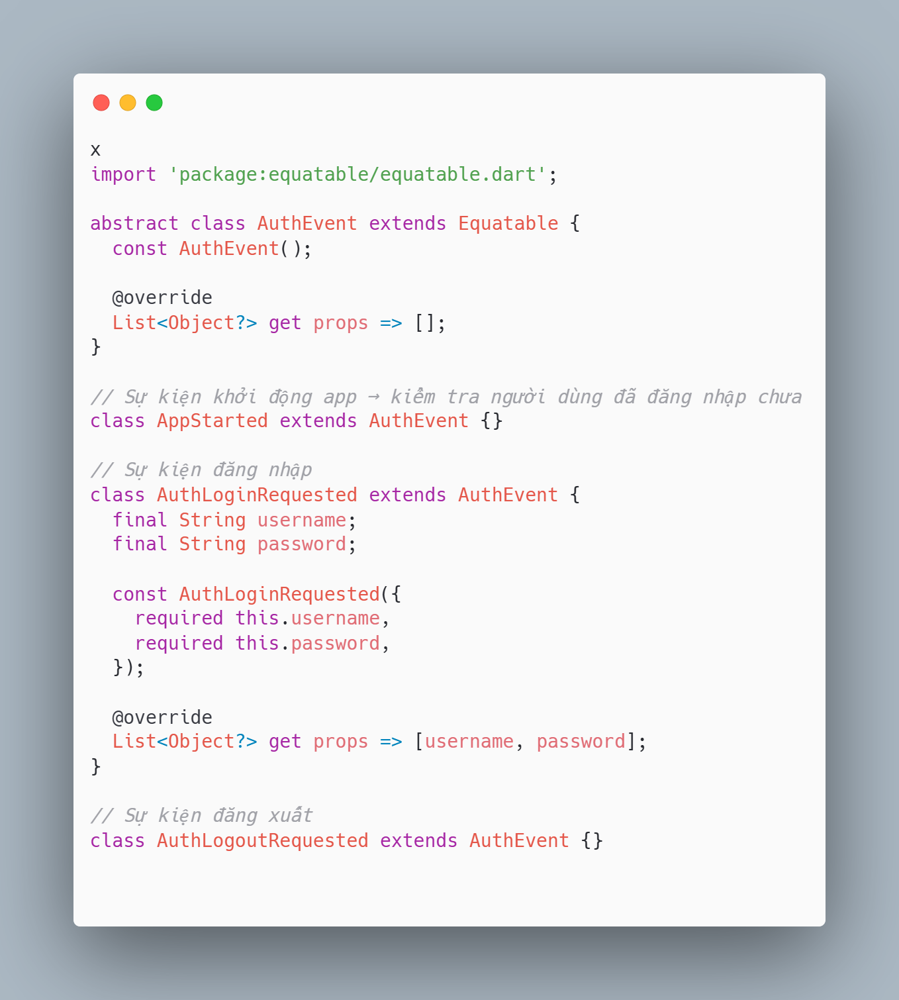 x
import 'package:equatable/equatable.dart';

abstract class AuthEvent extends Equatable {
  const AuthEvent();

  @override
  List<Object?> get props => [];
}

// Sự kiện khởi động app → kiểm tra người dùng đã đăng nhập chưa
class AppStarted extends AuthEvent {}

// Sự kiện đăng nhập
class AuthLoginRequested extends AuthEvent {
  final String username;
  final String password;

  const AuthLoginRequested({
    required this.username,
    required this.password,
  });

  @override
  List<Object?> get props => [username, password];
}

// Sự kiện đăng xuất
class AuthLogoutRequested extends AuthEvent {}